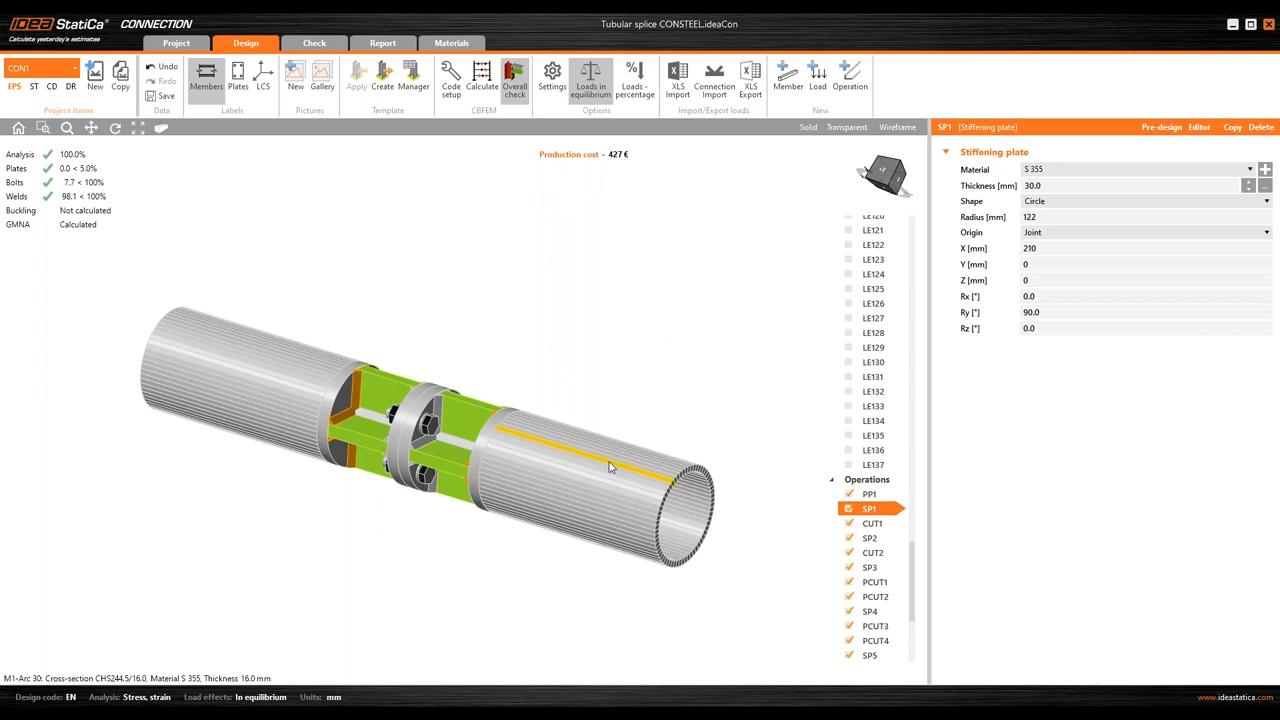 IDEA StatiCa® CONNECTION
Calculate yesterday's estimates
Tubular splice CONSTEEL.ideaCon
Project
Design
Check
Report
Materials
CON1
EPS ST CD DR
New
Copy
Project items
Undo
Redo
Save
Data
Members
Plates
LCS
Labels
New
Gallery
Pictures
Apply
Create
Manager
Template
Code setup
Calculate
Overall check
CBFEM
Settings
Loads in equilibrium
Loads - percentage
Options
XLS Import
Connection Import
XLS Export
Import/Export loads
Member
Load
Operation
New
Solid Transparent Wireframe
SP1 [Stiffening plate]
Pre-design Editor Copy Delete
Analysis 100.0%
Plates 0.0 < 5.0%
Bolts 7.7 < 100%
Welds 98.1 < 100%
Buckling Not calculated
GMNA Calculated
Production cost - 427 €
LE120
LE121
LE122
LE123
LE124
LE125
LE126
LE127
LE128
LE129
LE130
LE131
LE132
LE133
LE134
LE135
LE136
LE137
Operations
PP1
SP1
CUT1
SP2
CUT2
SP3
PCUT1
PCUT2
SP4
PCUT3
PCUT4
SP5
Stiffening plate
Material S 355
Thickness [mm] 30.0
Shape Circle
Radius [mm] 122
Origin Joint
X [mm] 210
Y [mm] 0
Z [mm] 0
Rx [°] 0.0
Ry [°] 90.0
Rz [°] 0.0
M1-Arc 30: Cross-section CHS244.5/16.0, Material S 355, Thickness 16.0 mm
Design code: EN Analysis: Stress, strain Load effects: In equilibrium Units: mm
www.ideastatica.com